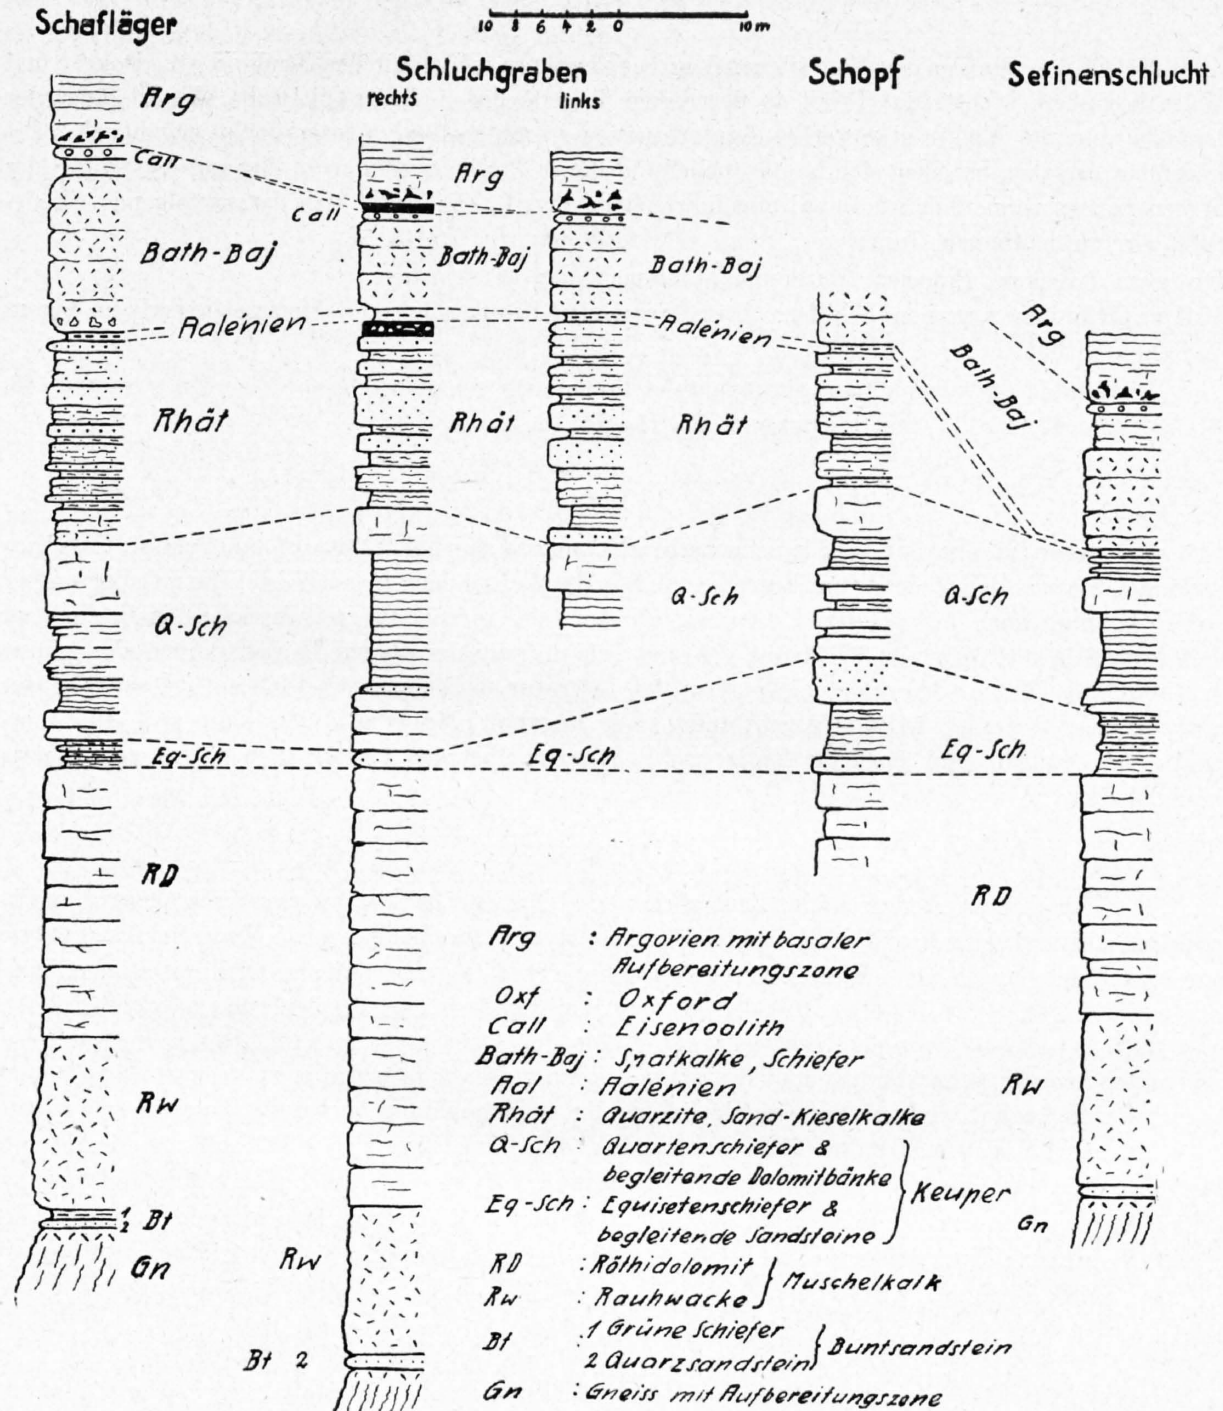 Schafläger
10 8 6 4 2 0 10 m
Schluchgraben
rechts
links
Schopf
Sefinenschlucht
Arg
Call
Arg
Call
Bath-Baj
Bath-Baj
Bath-Baj
Aalénien
Aalénien
Arg
Bath-Baj
Rhät
Rhät
Rhät
Q-Sch
Q-Sch
Q-Sch
Eq-Sch
Eq-Sch
Eq-Sch
RD
RD
Rw
Rw
1
2
Bt
Gn
Gn
Rw
Bt 2
Arg : Argovien mit basaler
Aufbereitungszone
Oxf : Oxford
Call : Eisenoolith
Bath-Baj : Spatkalke, Schiefer
Aal : Aalénien
Rhät : Quarzite, Sand-Kieselkalke
Q-Sch : Quartenschiefer &
begleitende Dolomitbänke
Eq-Sch : Equisetenschiefer &
begleitende Sandsteine
Keuper
RD : Röthidolomit
Rw : Rauhwacke
Muschelkalk
Bt : 1 Grüne Schiefer
2 Quarzsandstein
Buntsandstein
Gn : Gneiss mit Aufbereitungszone